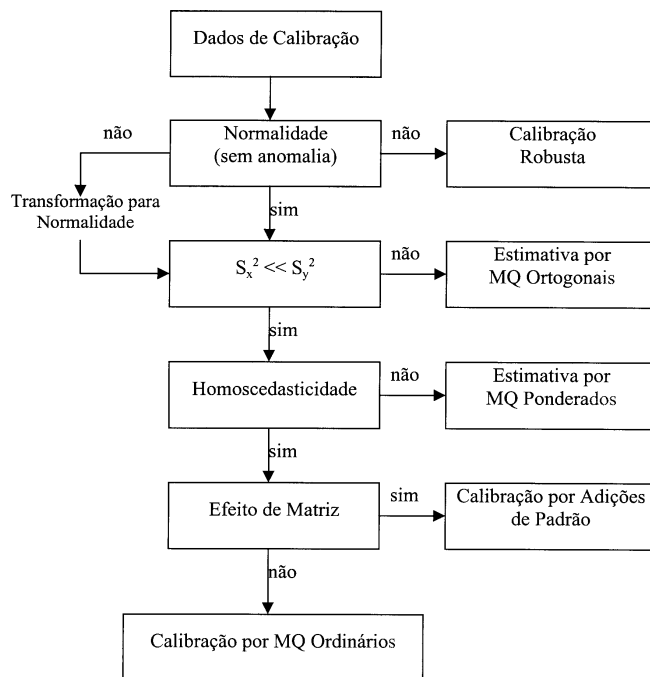 Dados de Calibração
não
Normalidade
(sem anomalia)
não
Calibração
Robusta
Transformação para
Normalidade
sim
Sₓ² << Sᵧ²
não
Estimativa por
MQ Ortogonais
sim
Homoscedasticidade
não
Estimativa por
MQ Ponderados
sim
Efeito de Matriz
sim
Calibração por Adições
de Padrão
não
Calibração por MQ Ordinários